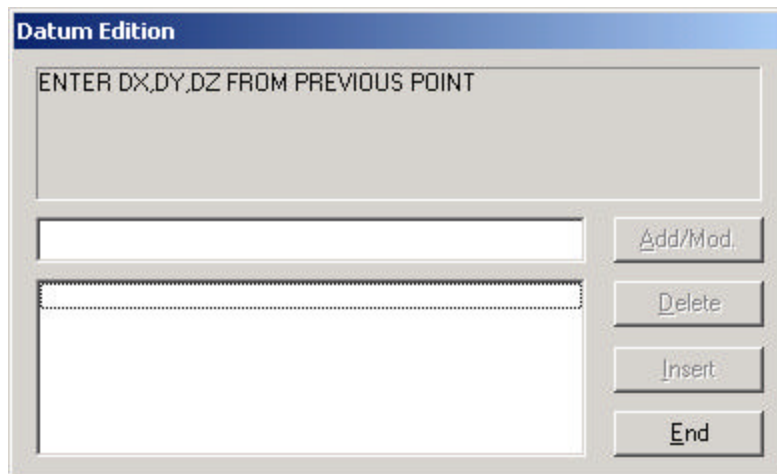 Datum Edition
ENTER DX,DY,DZ FROM PREVIOUS POINT
Add/Mod.
Delete
Insert
End